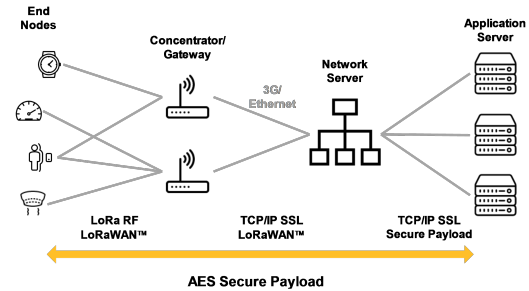 End
Nodes
Concentrator/
Gateway
3G/
Ethernet
Network
Server
Application
Server
LoRa RF
LoRaWAN™
TCP/IP SSL
LoRaWAN™
TCP/IP SSL
Secure Payload
AES Secure Payload